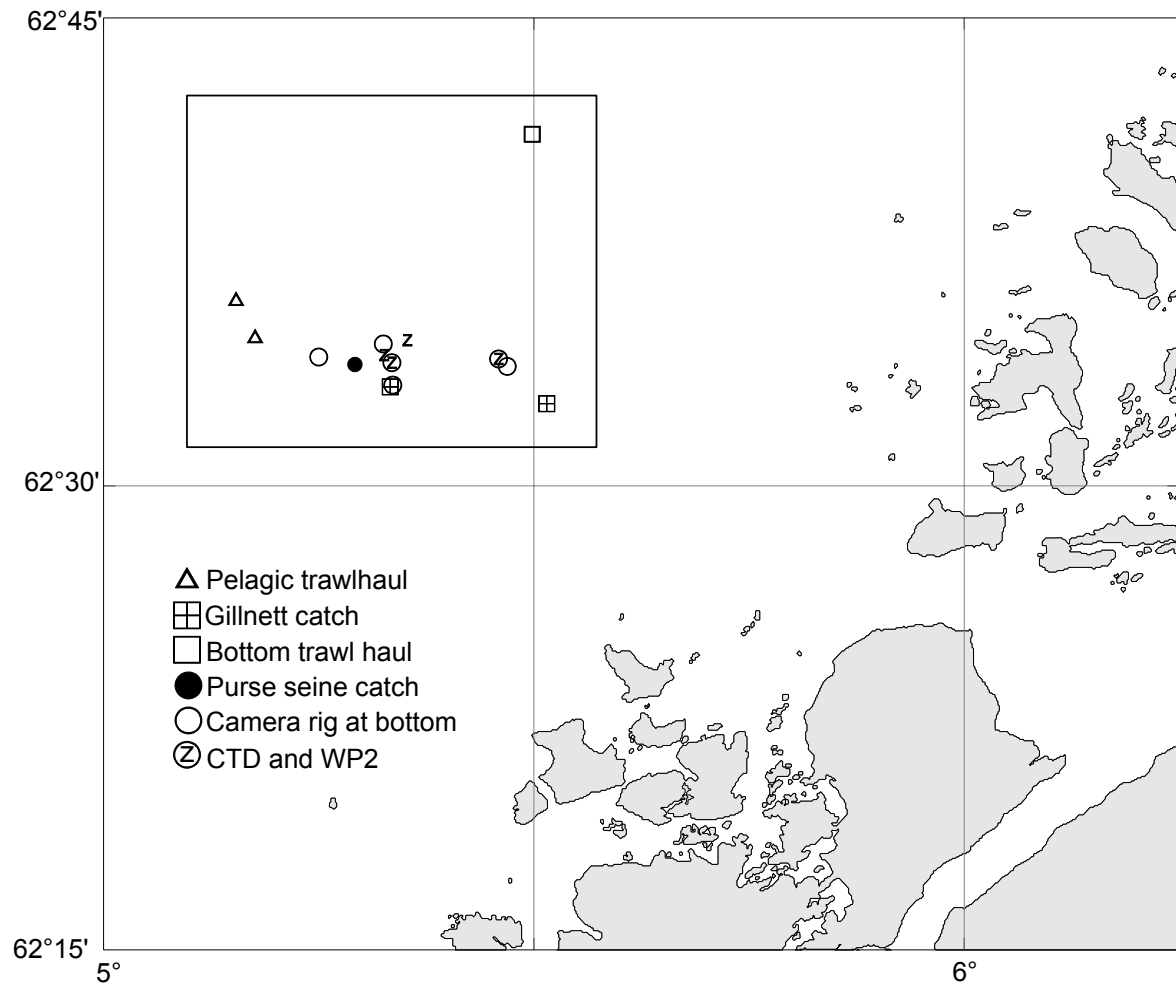 62°45'
z
z
z
z
62°30'
Pelagic trawlhaul
Gillnett catch
Bottom trawl haul
Purse seine catch
Camera rig at bottom
z CTD and WP2
62°15'
5° 6°